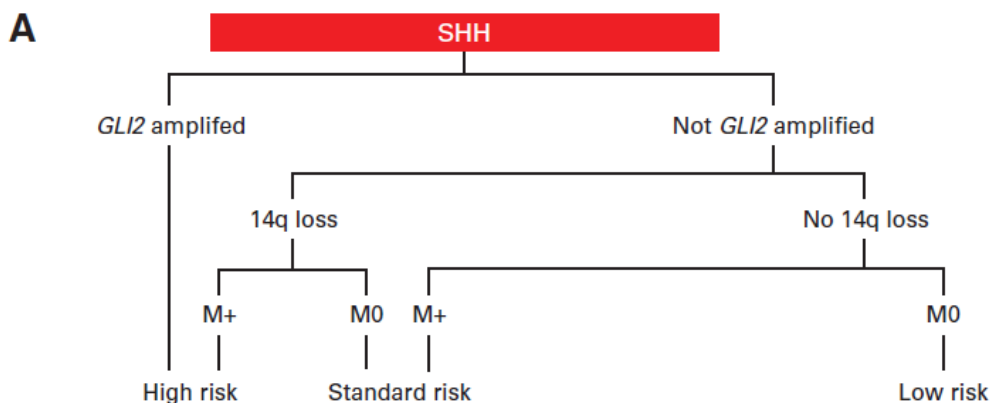 A
SHH
GLI2 amplifed
Not GLI2 amplified
14q loss
No 14q loss
M+
M0
M+
M0
High risk
Standard risk
Low risk